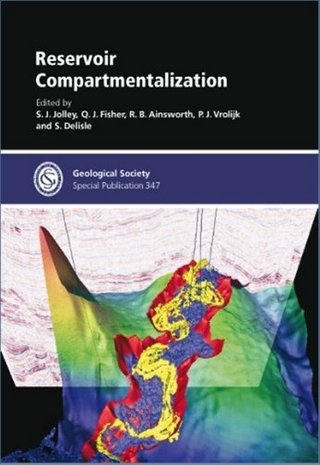 Reservoir
Compartmentalization
Edited by
S. J. Jolley, Q. J. Fisher, R. B. Ainsworth, P. J. Vrolijk
and S. Delisle
Geological Society
Special Publication 347